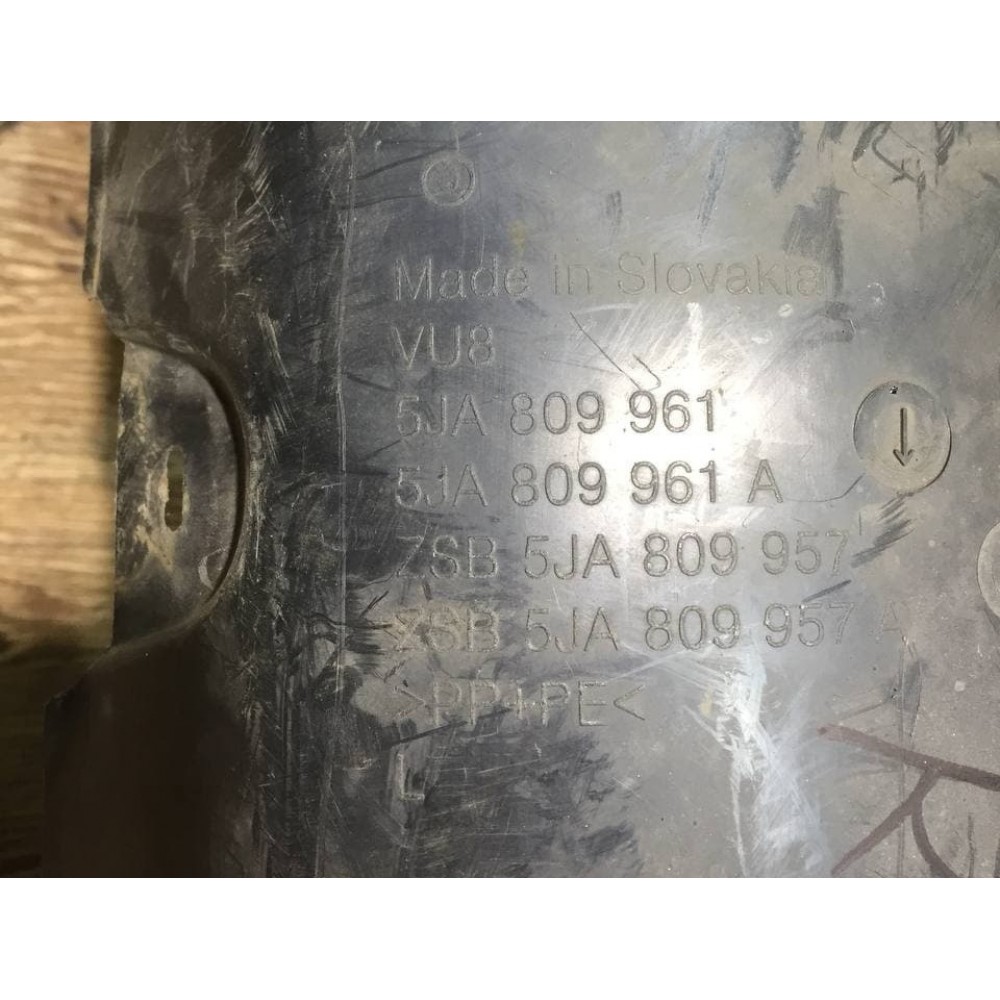 Made in Slovakia
VU8
5JA 809 961
5JA 809 961 A
ZSB 5JA 809 957
ZSB 5JA 809 957 A
>PP+PE<
L
R